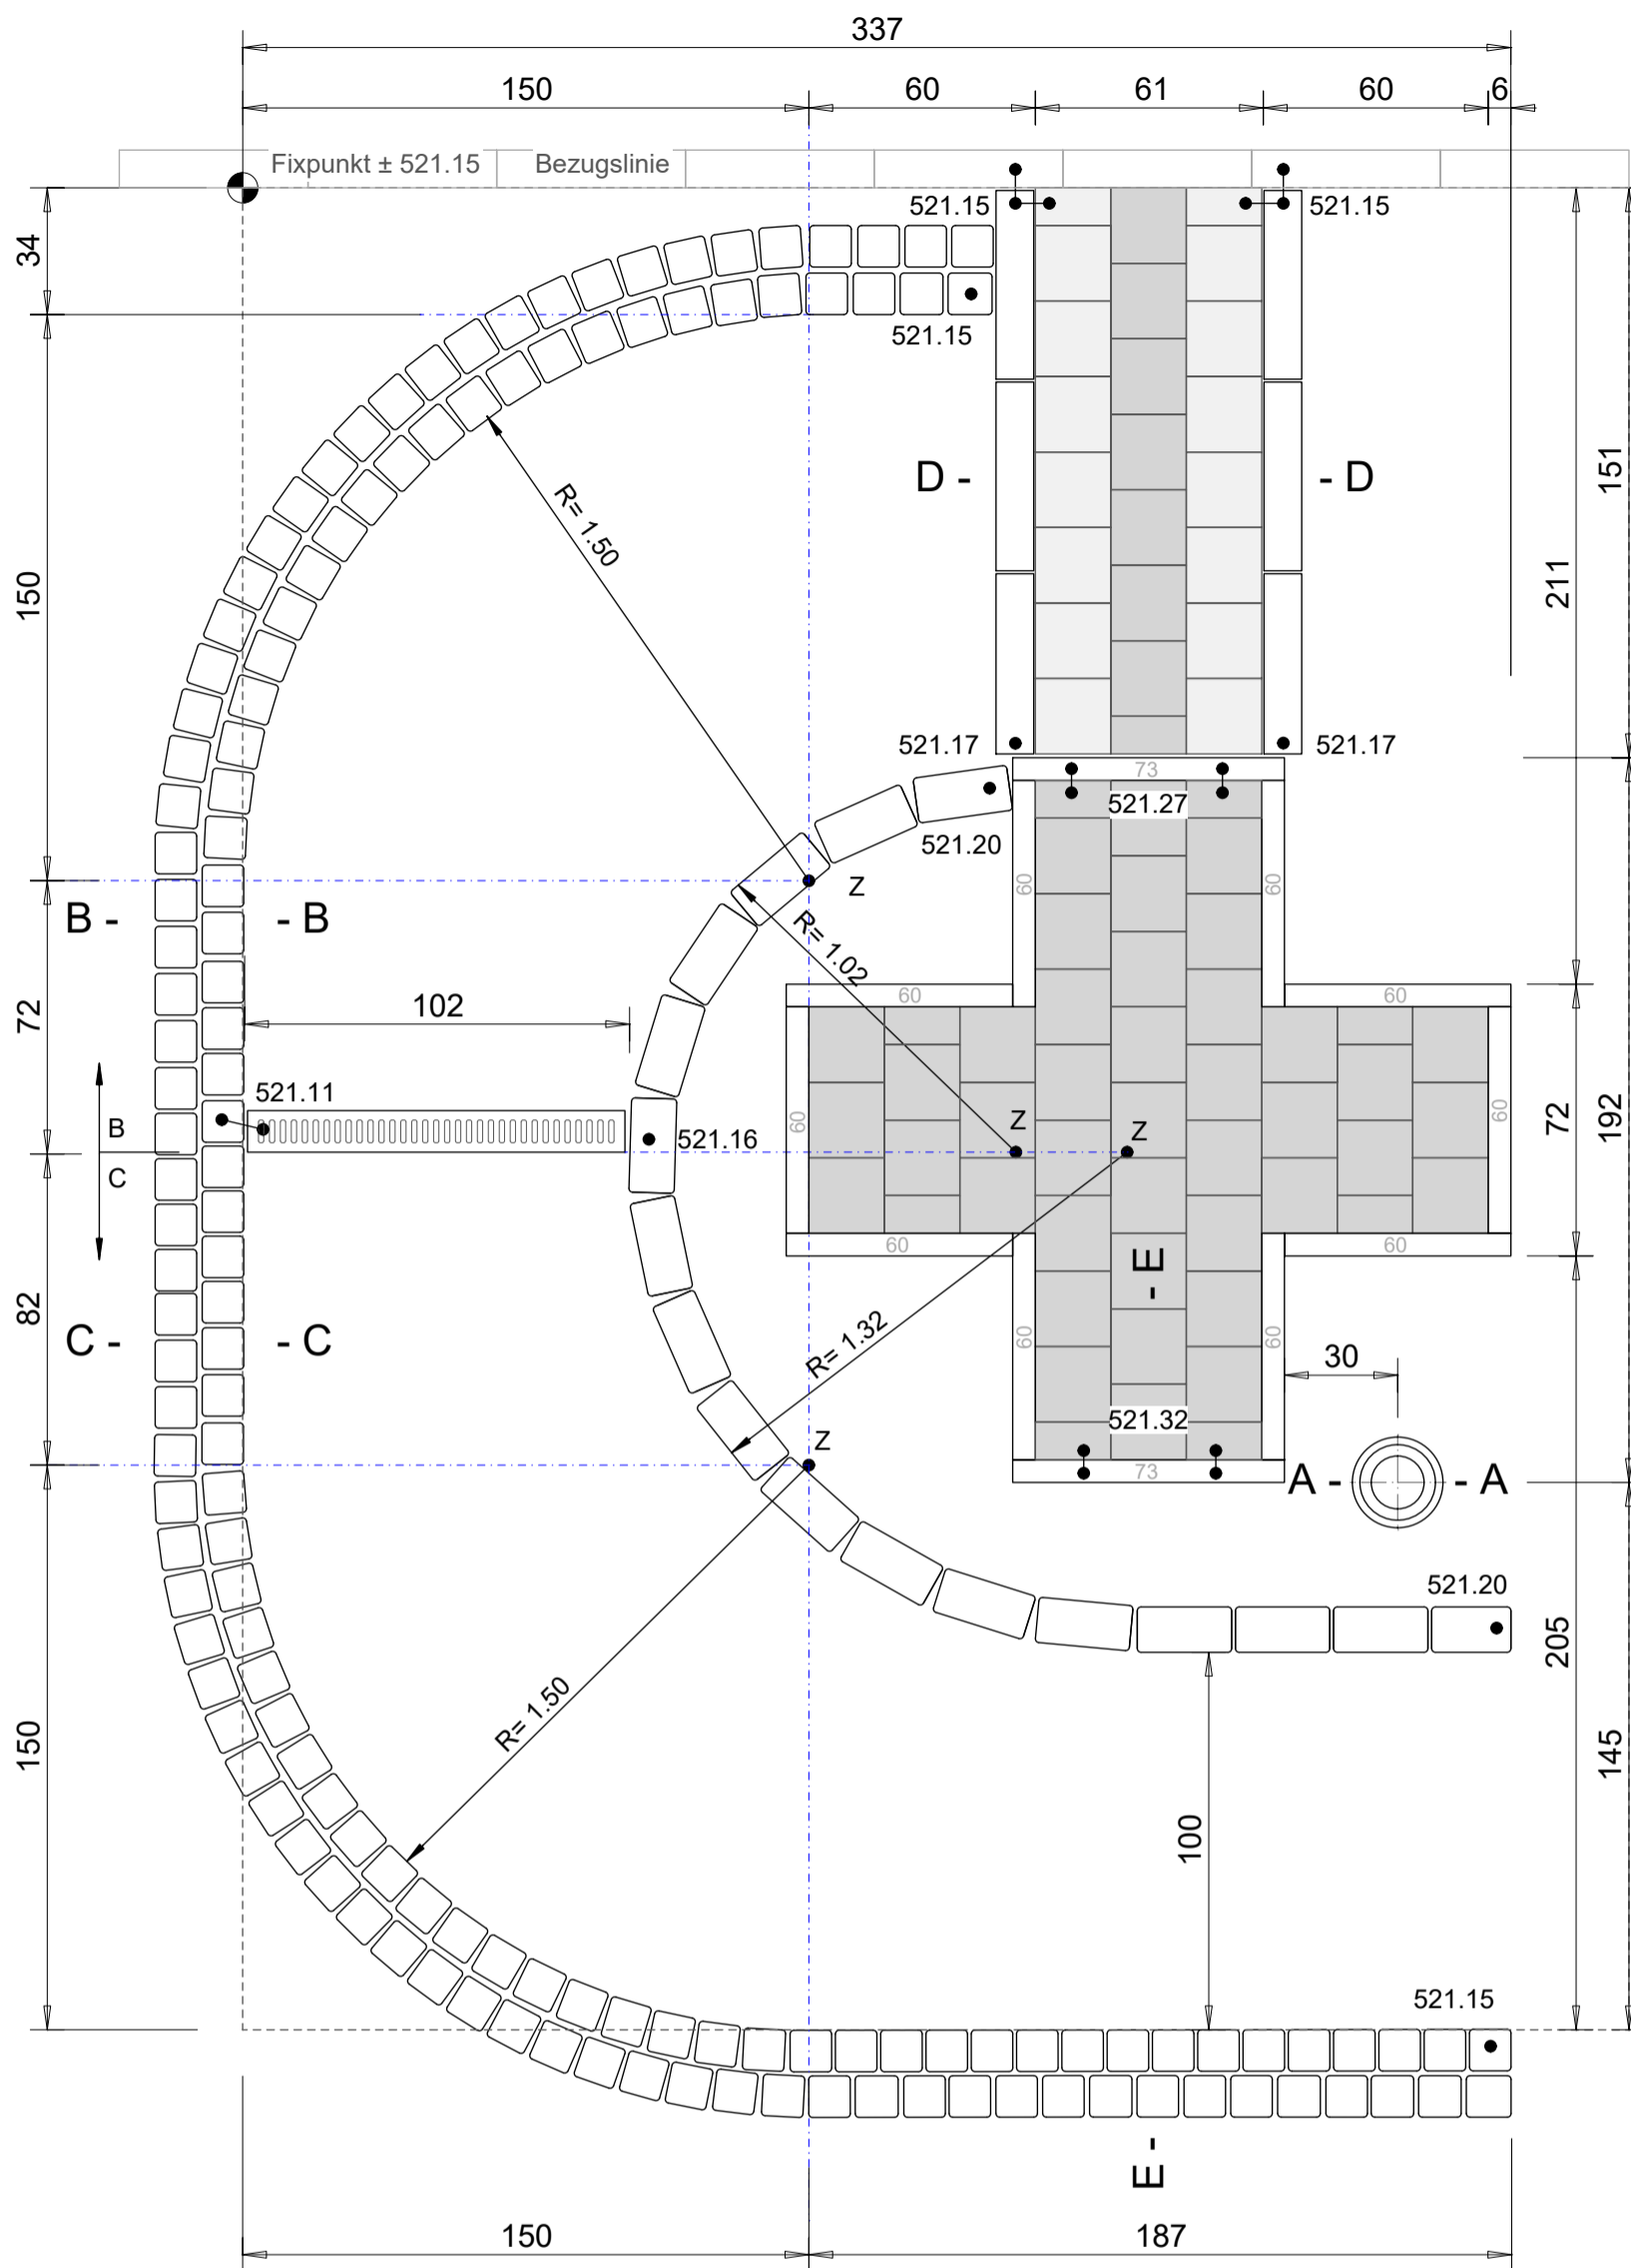 337
150 60 61 60 6
Fixpunkt ± 521.15 Bezugslinie
521.15 521.15
34
521.15
D - - D
151
R= 1.50
211
150
521.17 521.17
73
521.27
521.20
60 60
Z
B - - B
R= 1.02
60 60
102
72
521.11
B
60 60
Z Z
521.16
72
192
C
60 60
- E
82
C - - C
R= 1.32
60 60
30
521.32
Z
73
A - - A
521.20
205
R= 1.50
150
145
100
521.15
E -
150 187